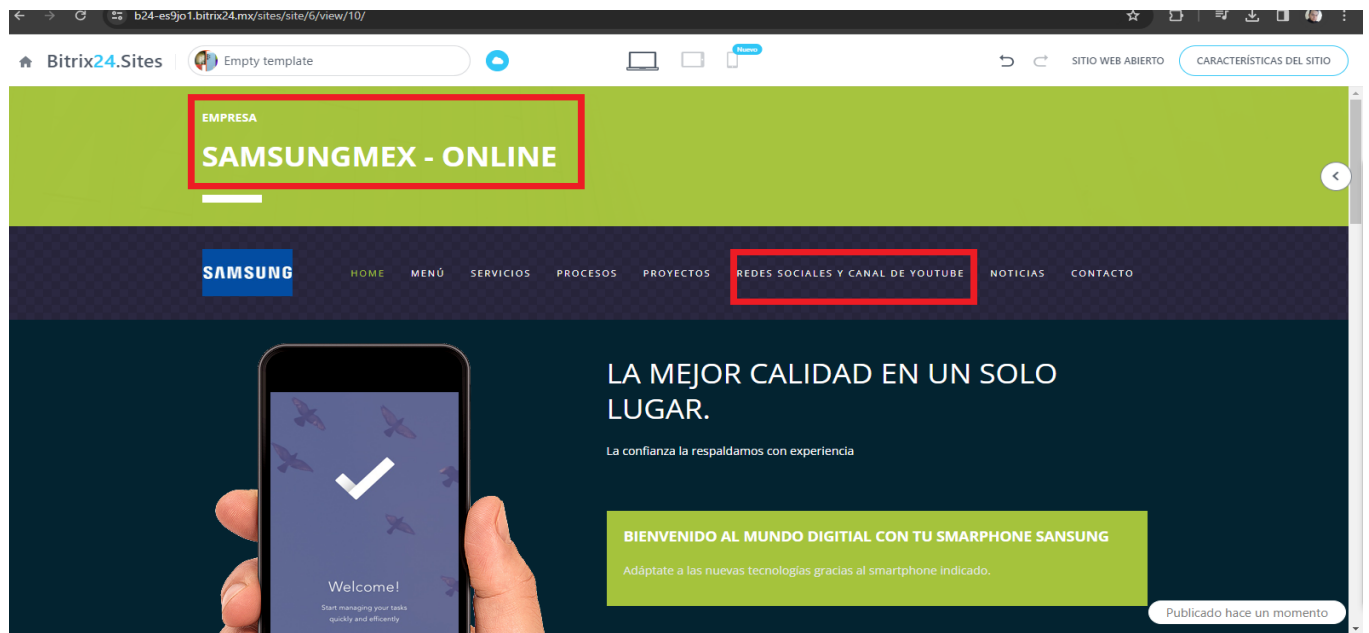 b24-es9jo1.bitrix24.mx/sites/site/6/view/10/
Bitrix24.Sites
Empty template
Nuevo
SITIO WEB ABIERTO
CARACTERÍSTICAS DEL SITIO
EMPRESA
SAMSUNGMEX - ONLINE
SAMSUNG
HOME
MENÚ
SERVICIOS
PROCESOS
PROYECTOS
REDES SOCIALES Y CANAL DE YOUTUBE
NOTICIAS
CONTACTO
LA MEJOR CALIDAD EN UN SOLO
LUGAR.
La confianza la respaldamos con experiencia
BIENVENIDO AL MUNDO DIGITIAL CON TU SMARPHONE SANSUNG
Adáptate a las nuevas tecnologías gracias al smartphone indicado.
Welcome!
Start managing your tasks
quickly and efficently
Publicado hace un momento